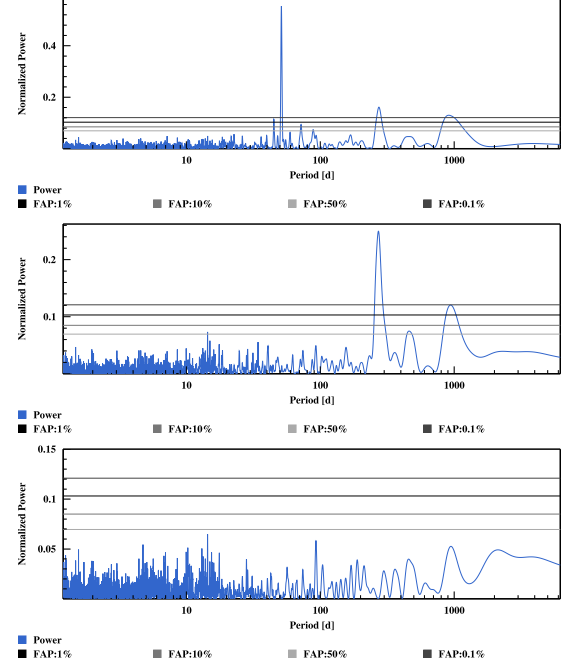 Normalized Power
0.4
0.2
10
100
1000
Period [d]
Power
FAP:1%
FAP:10%
FAP:50%
FAP:0.1%
Normalized Power
0.2
0.1
10
100
1000
Period [d]
Power
FAP:1%
FAP:10%
FAP:50%
FAP:0.1%
Normalized Power
0.15
0.1
0.05
10
100
1000
Period [d]
Power
FAP:1%
FAP:10%
FAP:50%
FAP:0.1%